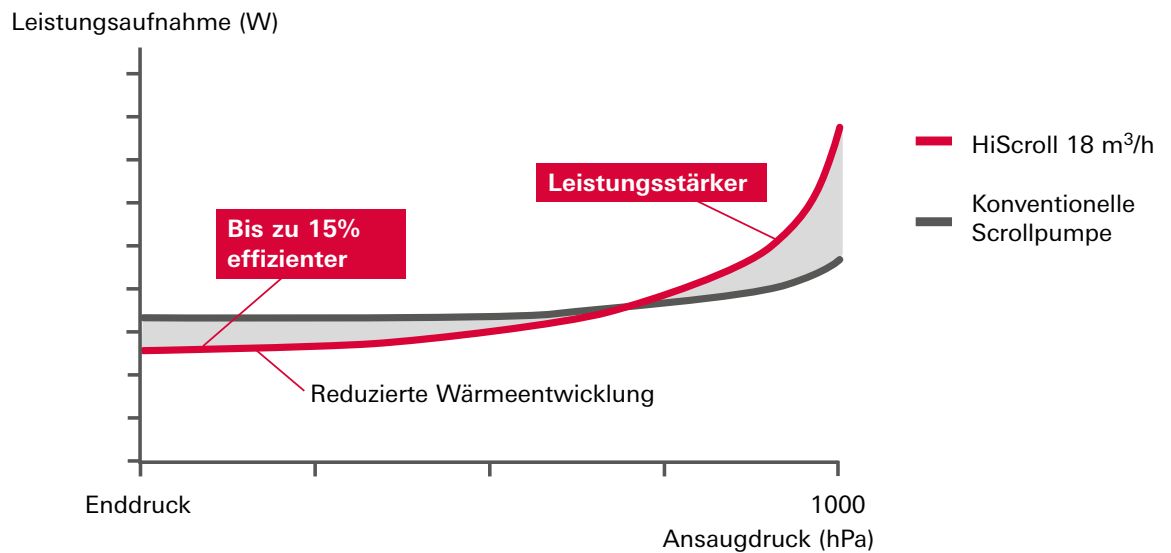 Leistungsaufnahme (W)
HiScroll 18 m³/h
Leistungsstärker
Konventionelle
Scrollpumpe
Bis zu 15%
effizienter
Reduzierte Wärmeentwicklung
Enddruck
1000
Ansaugdruck (hPa)